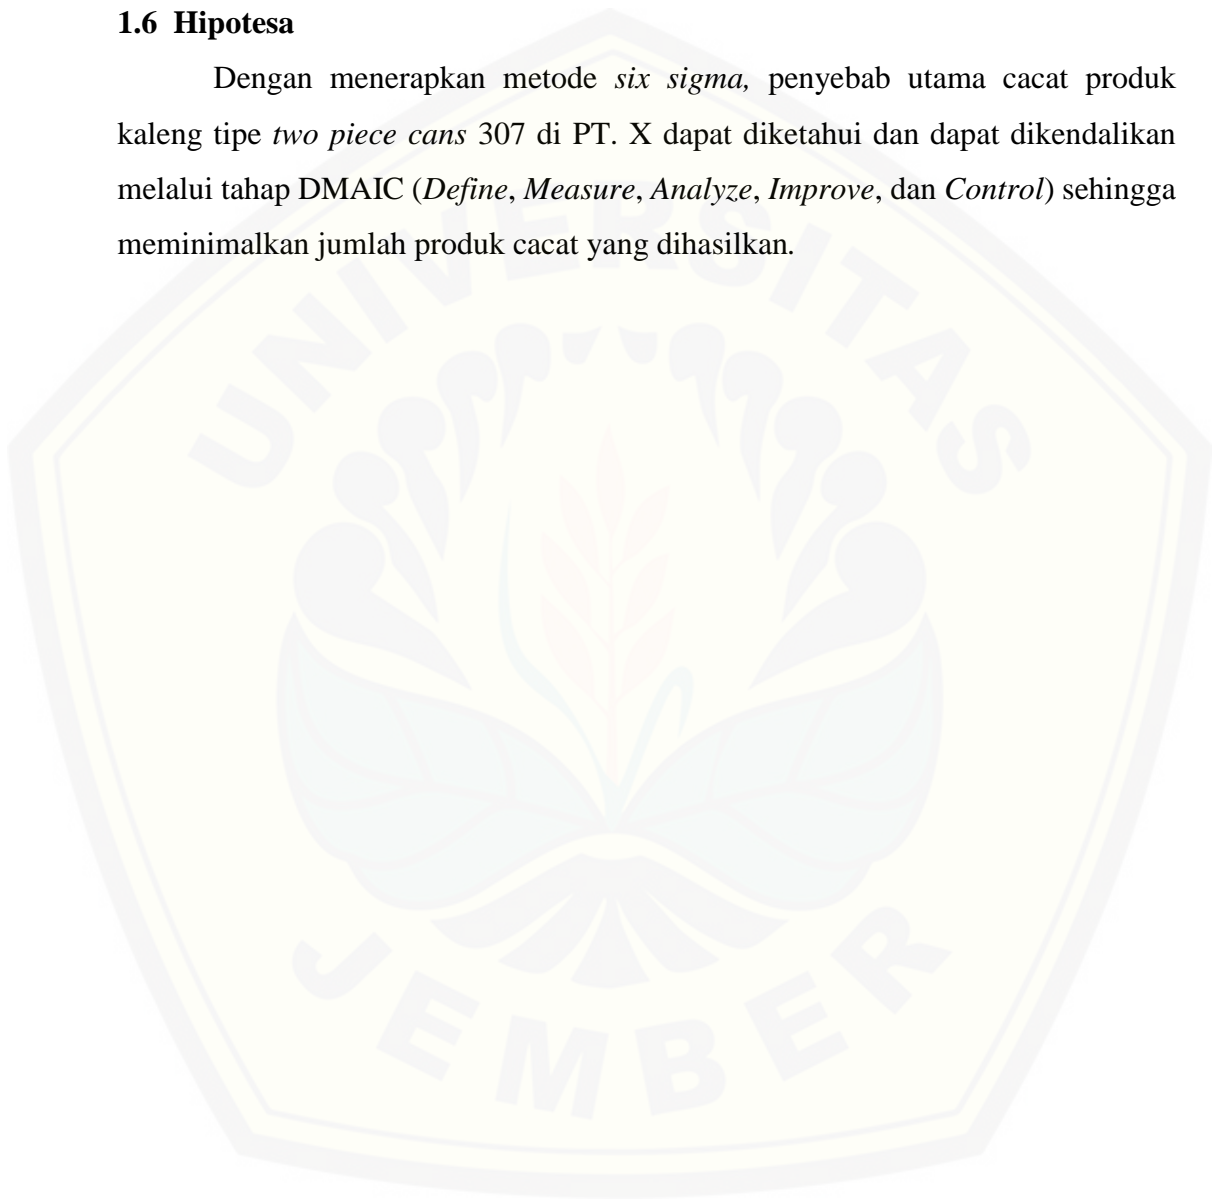 1.6 Hipotesa
Dengan menerapkan metode six sigma, penyebab utama cacat produk
kaleng tipe two piece cans 307 di PT. X dapat diketahui dan dapat dikendalikan
melalui tahap DMAIC (Define, Measure, Analyze, Improve, dan Control) sehingga
meminimalkan jumlah produk cacat yang dihasilkan.
UNIVERSITAS
JEMBER